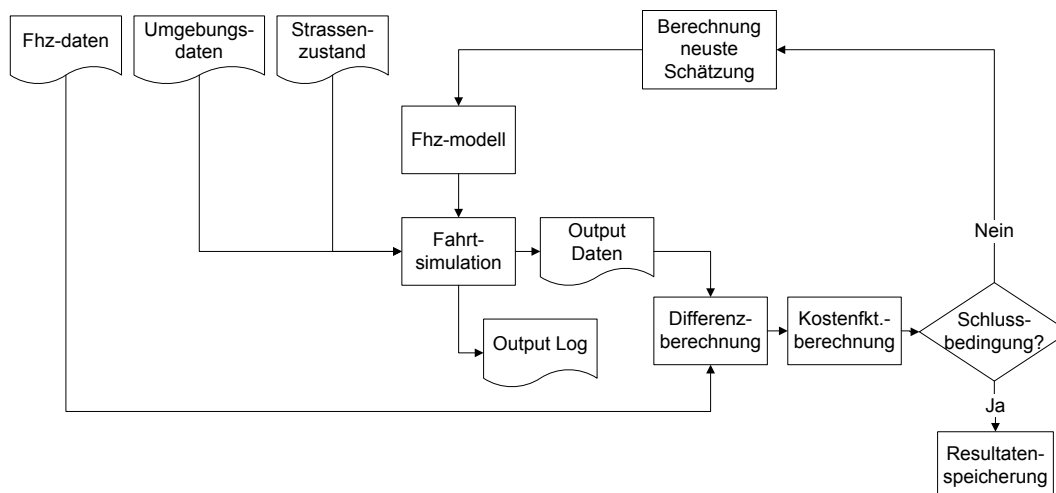 Fhz-daten
Umgebungs-
daten
Strassen-
zustand
Berechnung
neuste
Schätzung
Fhz-modell
Nein
Fahrt-
simulation
Output
Daten
Differenz-
berechnung
Kostenfkt.-
berechnung
Schluss-
bedingung?
Output Log
Ja
Resultaten-
speicherung